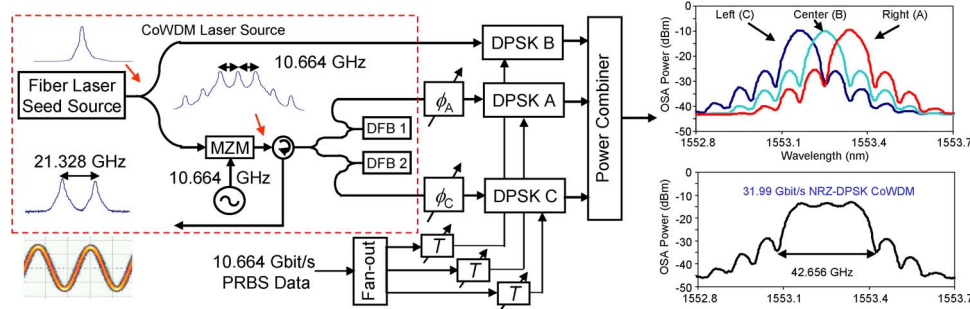 CoWDM Laser Source
Fiber Laser
Seed Source
10.664 GHz
MZM
10.664 GHz
21.328 GHz
DFB 1
DFB 2
ϕA
ϕC
DPSK B
DPSK A
DPSK C
Power Combiner
10.664 Gbit/s
PRBS Data
Fan-out
T
T
T
Left (C)
Center (B)
Right (A)
OSA Power (dBm)
0
-10
-20
-30
-40
-50
1552.8
1553.1
1553.4
1553.7
Wavelength (nm)
31.99 Gbit/s NRZ-DPSK CoWDM
OSA Power (dBm)
0
-10
-20
-30
-40
-50
42.656 GHz
1552.8
1553.1
1553.4
1553.7